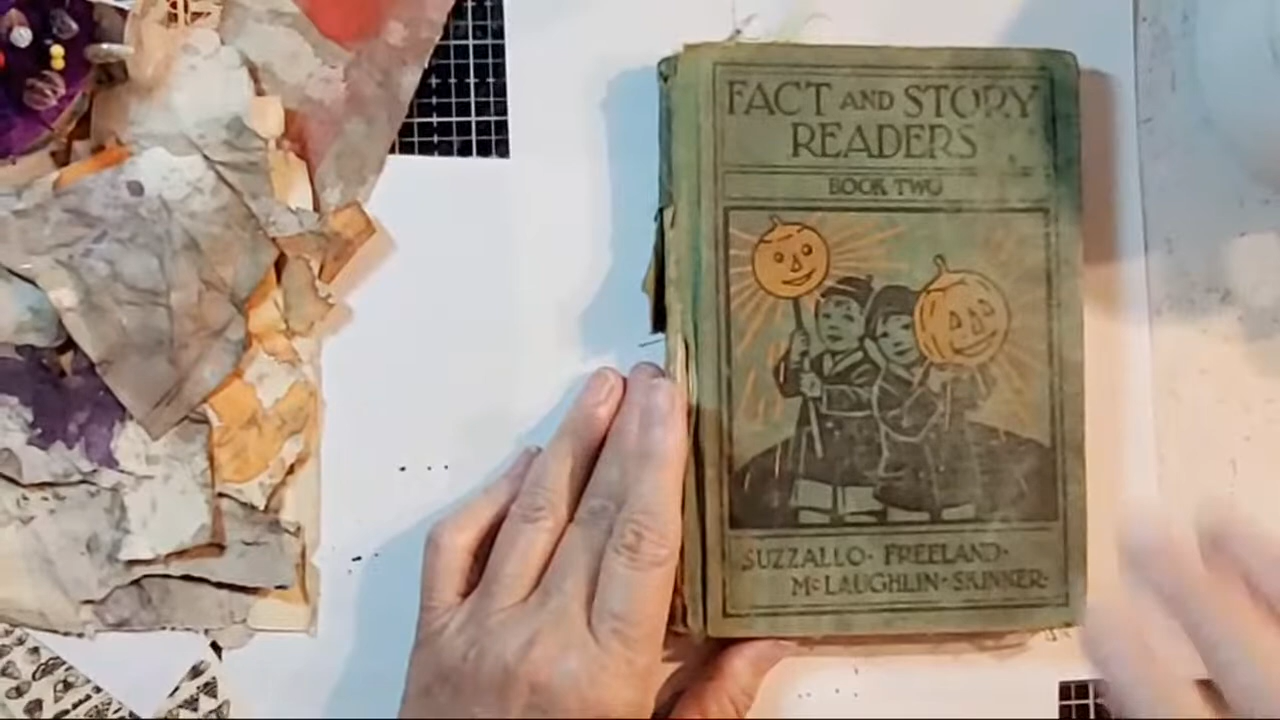 FACT AND STORY
READERS
BOOK TWO
SUZZALLO · FREELAND ·
McLAUGHLIN · SKINNER ·